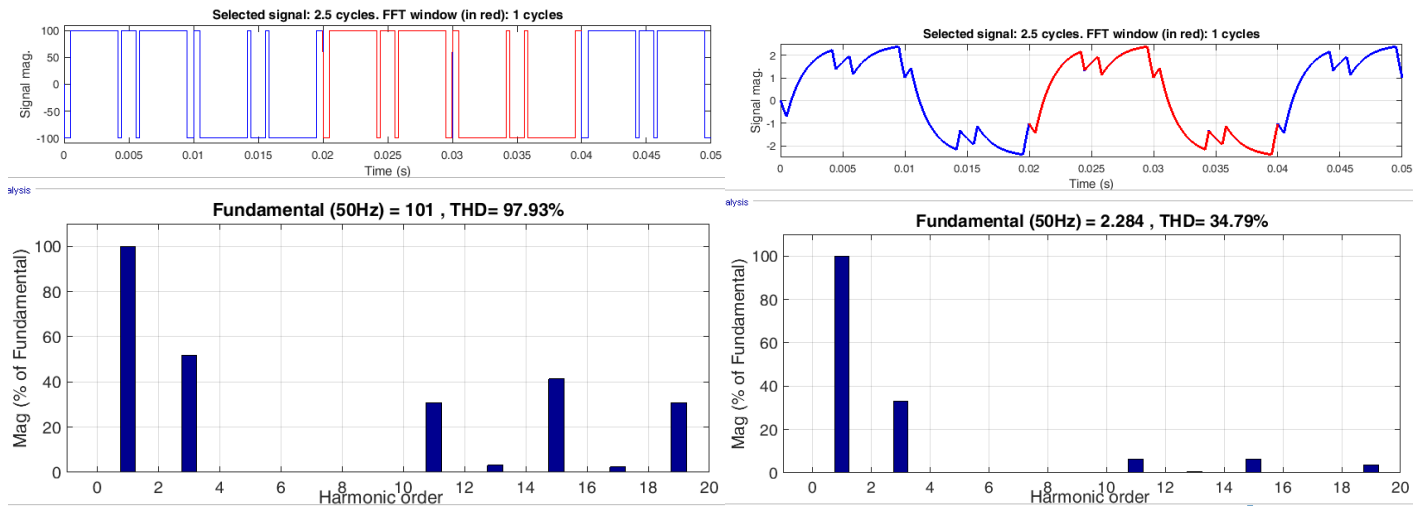 Selected signal: 2.5 cycles. FFT window (in red): 1 cycles
Signal mag.
100
50
0
-50
-100
0 0.005 0.01 0.015 0.02 0.025 0.03 0.035 0.04 0.045 0.05
Time (s)
alysis
Fundamental (50Hz) = 101 , THD= 97.93%
Mag (% of Fundamental)
100
80
60
40
20
0
0 2 4 6 8 10 12 14 16 18 20
Harmonic order
Selected signal: 2.5 cycles. FFT window (in red): 1 cycles
Signal mag.
2
1
0
-1
-2
0 0.005 0.01 0.015 0.02 0.025 0.03 0.035 0.04 0.045 0.05
Time (s)
alysis
Fundamental (50Hz) = 2.284 , THD= 34.79%
Mag (% of Fundamental)
100
80
60
40
20
0
0 2 4 6 8 10 12 14 16 18 20
Harmonic order